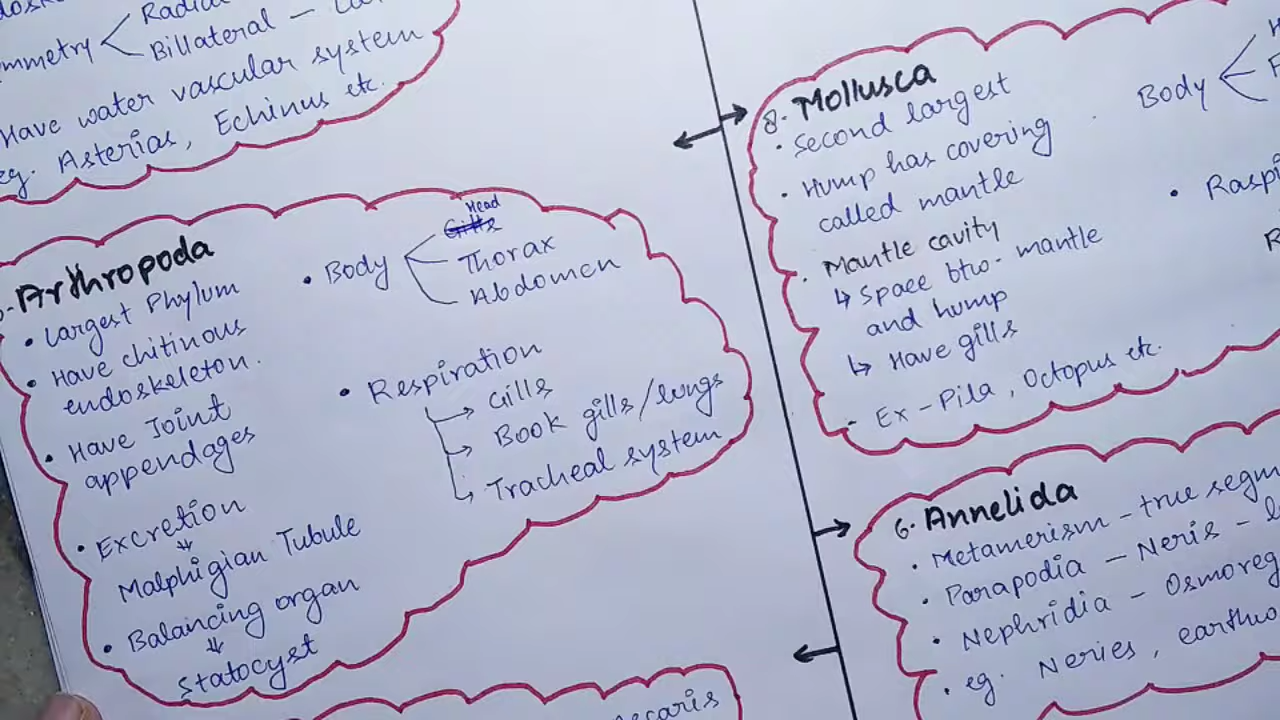 Radial
mmetry
Billateral -
Have water vascular system
eg. Asterias, Echinus etc.
Arthropoda
• Largest Phylum
• Have chitinous
endoskeleton.
• Have Joint
appendages
• Excretion
Malphigian Tubule
• Balancing organ
Statocyst
• Body
Head
Thorax
Abdomen
• Respiration
Gills
Book gills/lungs
Tracheal system
8. Mollusca
• Second largest
• Hump has covering
called mantle
• Mantle cavity
↳ Space btw. mantle
and hump
↳ Have gills
• Ex - Pila, Octopus etc.
Body
• Raspi
6. Annelida
• Metamerism - true segm
• Parapodia - Neris -
• Nephridia - Osmoreg
• eg. Neries, earthwo
caris